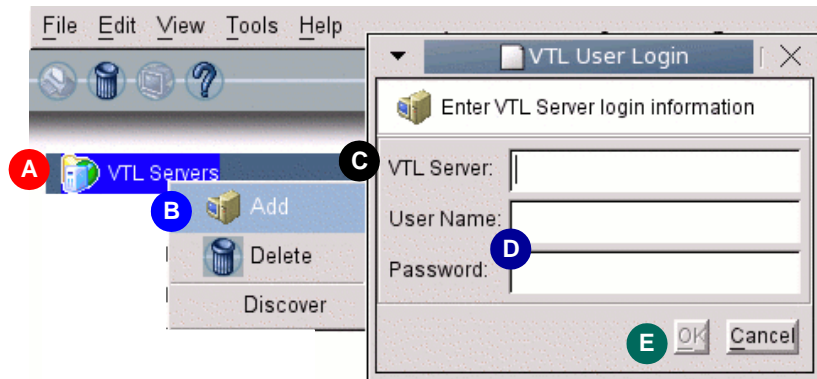 File Edit View Tools Help
VTL User Login
Enter VTL Server login information
A
VTL Servers
C
VTL Server:
B
Add
User Name:
D
Delete
Password:
Discover
E
OK
Cancel